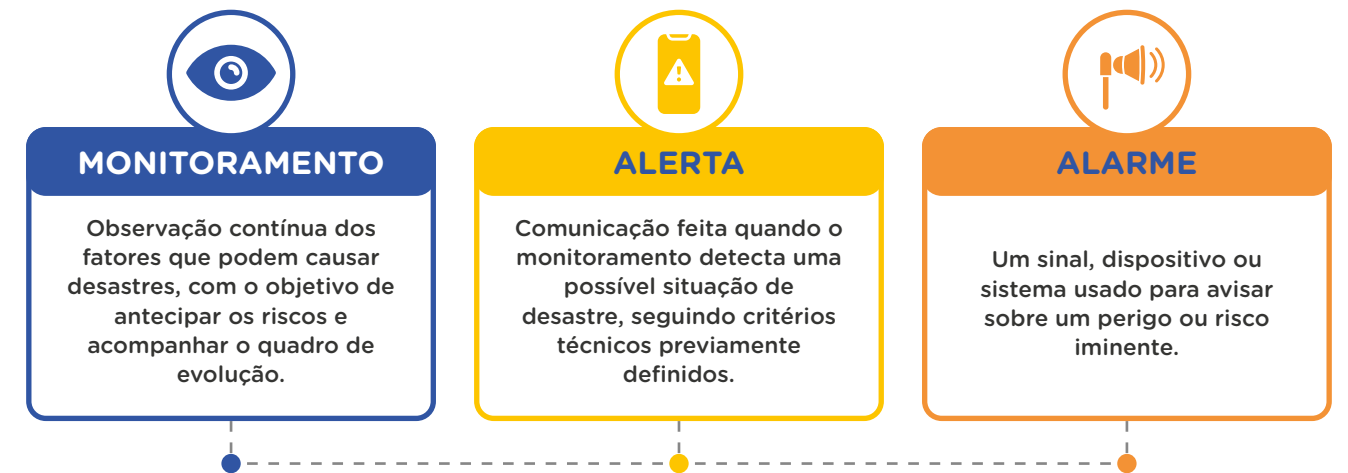 MONITORAMENTO
Observação contínua dos
fatores que podem causar
desastres, com o objetivo de
antecipar os riscos e
acompanhar o quadro de
evolução.
ALERTA
Comunicação feita quando o
monitoramento detecta uma
possível situação de
desastre, seguindo critérios
técnicos previamente
definidos.
ALARME
Um sinal, dispositivo ou
sistema usado para avisar
sobre um perigo ou risco
iminente.